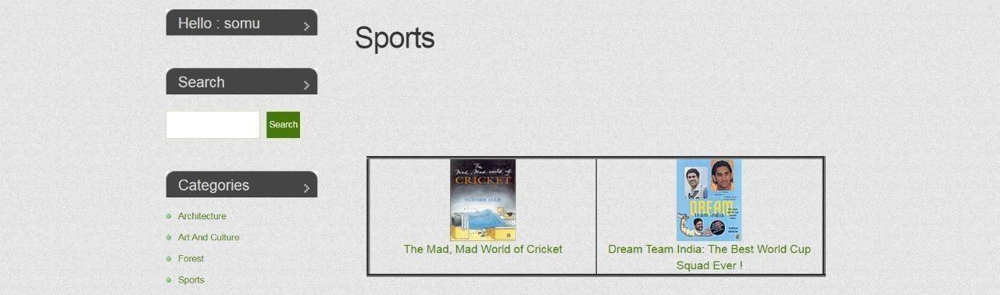 Hello : somu
Sports
Search
Search
Categories
Architecture
Art And Culture
Forest
Sports
The
Mad, Mad world of
CRICKET
SUDHIR DAR
The Mad, Mad World of Cricket
DREAM
team india
Dream Team India: The Best World Cup
Squad Ever !